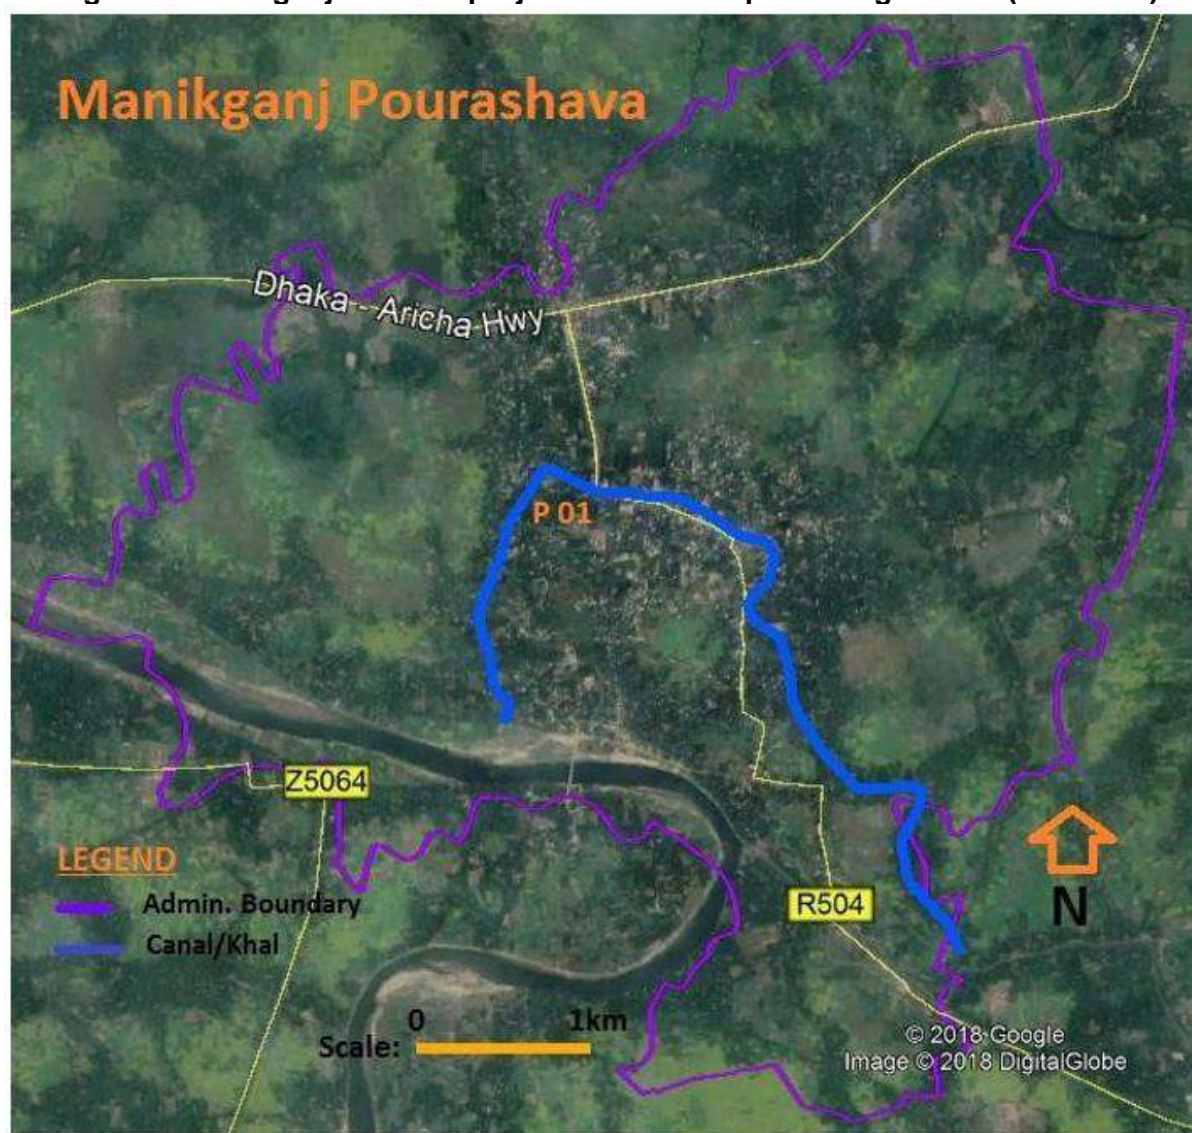 Manikganj Pourashava
Dhaka - Aricha Hwy
P 01
Z5064
LEGEND
Admin. Boundary
Canal/Khal
R504
N
0 1km
Scale:
© 2018 Google
Image © 2018 DigitalGlobe